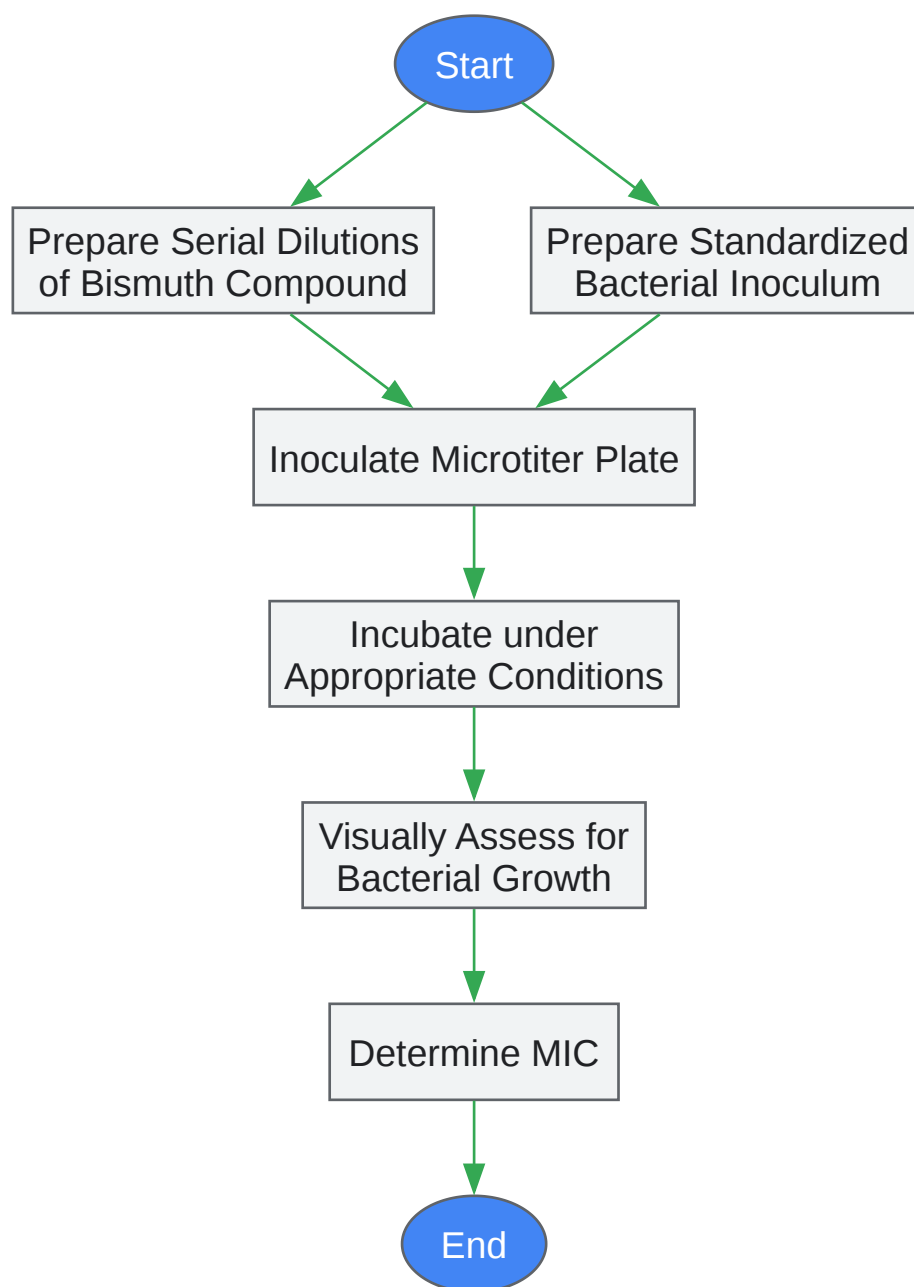 Start
Prepare Serial Dilutions
of Bismuth Compound
Prepare Standardized
Bacterial Inoculum
Inoculate Microtiter Plate
Incubate under
Appropriate Conditions
Visually Assess for
Bacterial Growth
Determine MIC
End